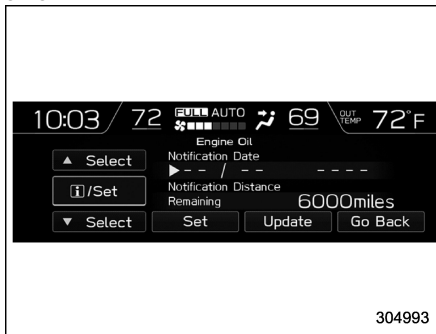 10:03 72 FULL AUTO 69 OUT TEMP 72°F
Engine Oil
▲ Select
Notification Date
▶-- / -- ----
i/Set
Notification Distance
Remaining 6000miles
▼ Select Set Update Go Back
304993